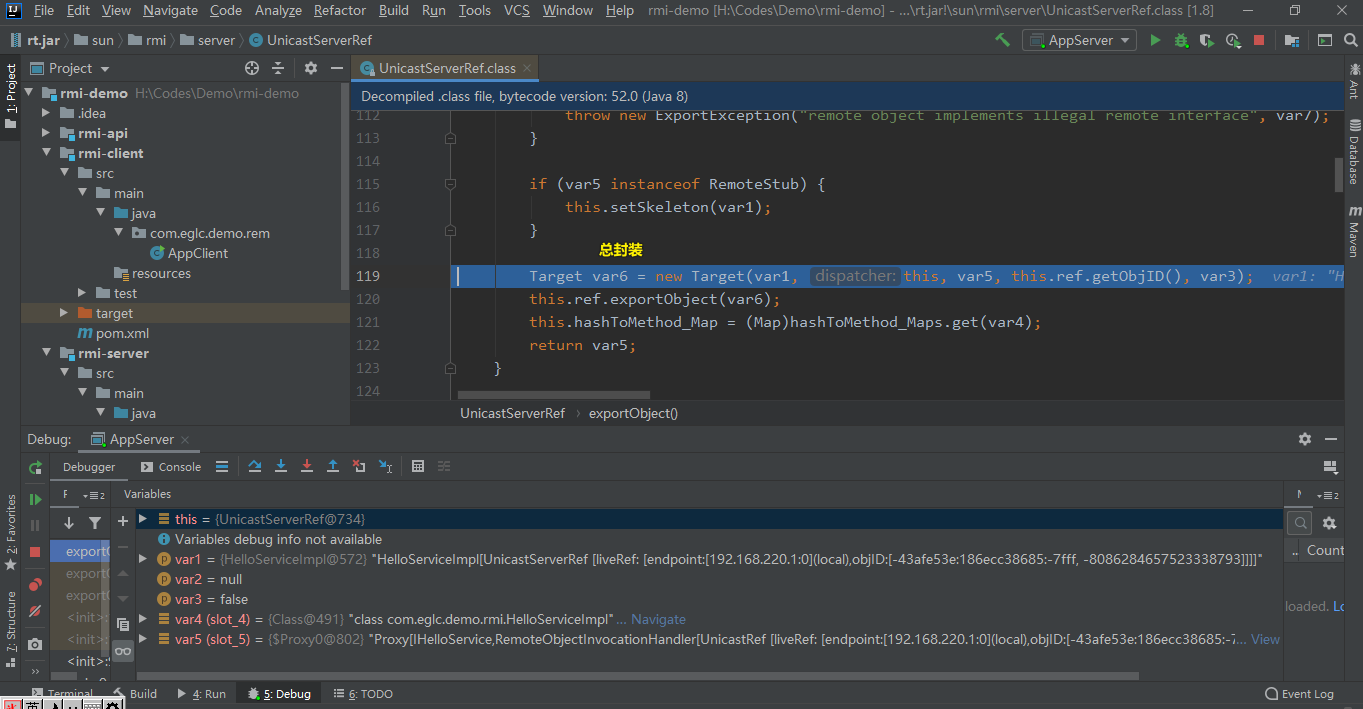 File Edit View Navigate Code Analyze Refactor Build Run Tools VCS Window Help rmi-demo [H:\Codes\Demo\rmi-demo] - ...\rt.jar!\sun\rmi\server\UnicastServerRef.class [1.8]
rt.jar sun rmi server UnicastServerRef AppServer
Project UnicastServerRef.class
1: Project
Ant
Database
Maven
2: Favorites
Z: Structure
rmi-demo H:\Codes\Demo\rmi-demo
.idea
rmi-api
rmi-client
src
main
java
com.eglc.demo.rem
AppClient
resources
test
target
pom.xml
rmi-server
src
main
java
Decompiled .class file, bytecode version: 52.0 (Java 8)
112 throw new ExportException("remote object implements illegal remote interface", var7);
113 }
114
115 if (var5 instanceof RemoteStub) {
116 this.setSkeleton(var1);
117 }
118 总封装
119 Target var6 = new Target(var1, dispatcher: this, var5, this.ref.getObjID(), var3); var1: "H
120 this.ref.exportObject(var6);
121 this.hashToMethod_Map = (Map)hashToMethod_Maps.get(var4);
122 return var5;
123 }
124
UnicastServerRef exportObject()
Debug: AppServer
Debugger Console
F 2 Variables
this = {UnicastServerRef@734}
Variables debug info not available
var1 = {HelloServiceImpl@572} "HelloServiceImpl[UnicastServerRef [liveRef: [endpoint:[192.168.220.1:0](local),objID:[-43afe53e:186ecc38685:-7fff, -8086284657523338793]]]]"
var2 = null
var3 = false
var4 (slot_4) = {Class@491} "class com.eglc.demo.rmi.HelloServiceImpl"... Navigate
var5 (slot_5) = {$Proxy0@802} "Proxy[IHelloService,RemoteObjectInvocationHandler[UnicastRef [liveRef: [endpoint:[192.168.220.1:0](local),objID:[-43afe53e:186ecc38685:-7... View
export
export
export
<init>:
<init>:
<init>:
2
.. Count
loaded. Lo
Terminal Build 4: Run 5: Debug 6: TODO Event Log
英